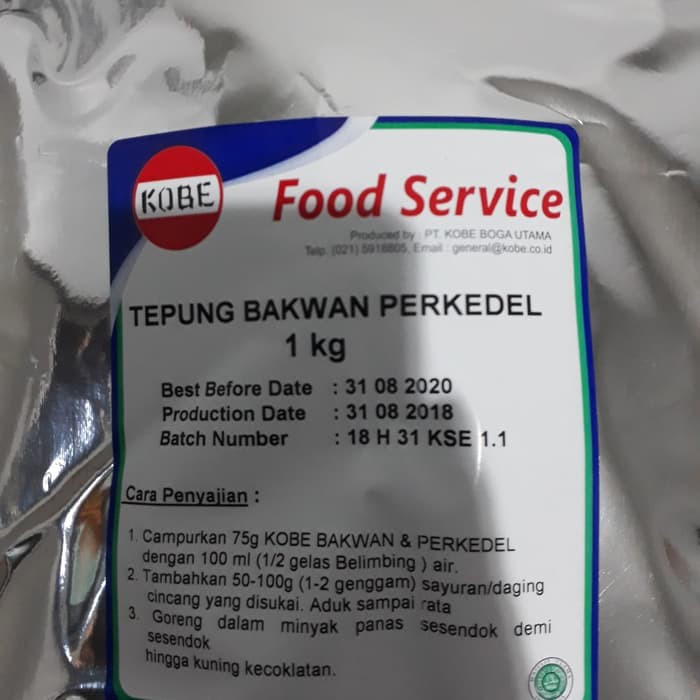 KOBE
Food Service
Produced by : PT. KOBE BOGA UTAMA
Telp. (021) 5918805, Email : general@kobe.co.id
TEPUNG BAKWAN PERKEDEL
1 kg
Best Before Date : 31 08 2020
Production Date : 31 08 2018
Batch Number : 18 H 31 KSE 1.1
Cara Penyajian :
1. Campurkan 75g KOBE BAKWAN & PERKEDEL
dengan 100 ml (1/2 gelas Belimbing ) air.
2. Tambahkan 50-100g (1-2 genggam) sayuran/daging
cincang yang disukai. Aduk sampai rata
3. Goreng dalam minyak panas sesendok demi
sesendok
hingga kuning kecoklatan.